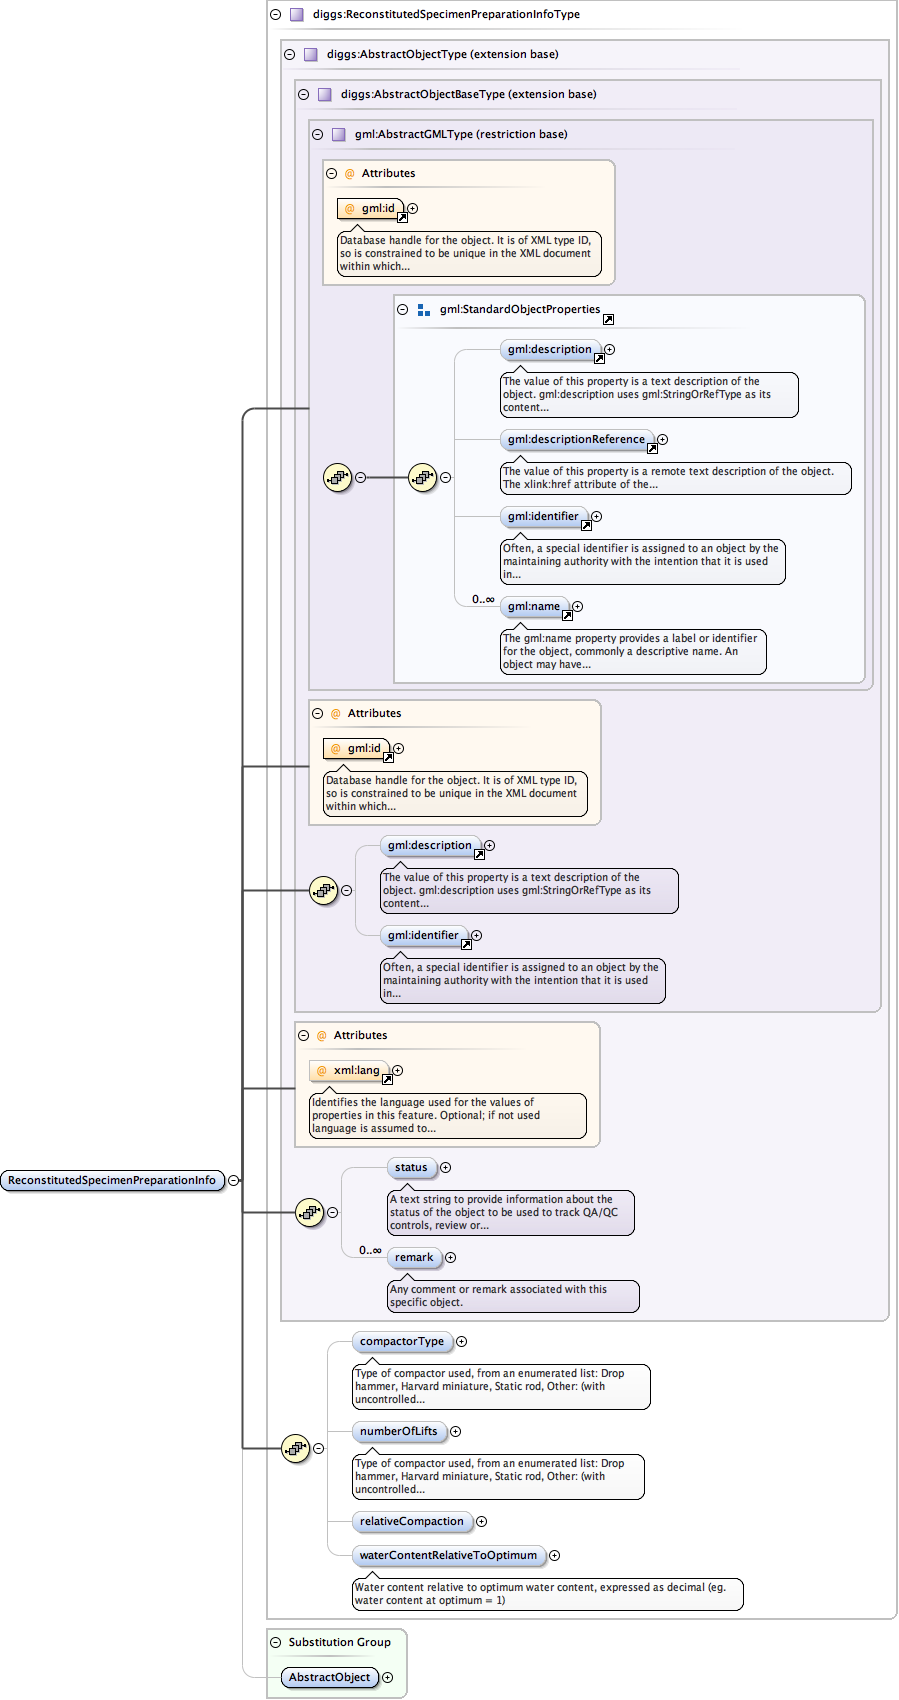 diggs:ReconstitutedSpecimenPreparationInfoType
diggs:AbstractObjectType (extension base)
diggs:AbstractObjectBaseType (extension base)
gml:AbstractGMLType (restriction base)
@ Attributes
@ gml:id
Database handle for the object. It is of XML type ID,
so is constrained to be unique in the XML document
within which...
gml:StandardObjectProperties
gml:description
The value of this property is a text description of the
object. gml:description uses gml:StringOrRefType as its
content...
gml:descriptionReference
The value of this property is a remote text description of the object.
The xlink:href attribute of the...
gml:identifier
Often, a special identifier is assigned to an object by the
maintaining authority with the intention that it is used
in...
0..∞
gml:name
The gml:name property provides a label or identifier
for the object, commonly a descriptive name. An
object may have...
@ Attributes
@ gml:id
Database handle for the object. It is of XML type ID,
so is constrained to be unique in the XML document
within which...
gml:description
The value of this property is a text description of the
object. gml:description uses gml:StringOrRefType as its
content...
gml:identifier
Often, a special identifier is assigned to an object by the
maintaining authority with the intention that it is used
in...
@ Attributes
@ xml:lang
Identifies the language used for the values of
properties in this feature. Optional; if not used
language is assumed to...
ReconstitutedSpecimenPreparationInfo
status
A text string to provide information about the
status of the object to be used to track QA/QC
controls, review or...
0..∞
remark
Any comment or remark associated with this
specific object.
compactorType
Type of compactor used, from an enumerated list: Drop
hammer, Harvard miniature, Static rod, Other: (with
uncontrolled...
numberOfLifts
Type of compactor used, from an enumerated list: Drop
hammer, Harvard miniature, Static rod, Other: (with
uncontrolled...
relativeCompaction
waterContentRelativeToOptimum
Water content relative to optimum water content, expressed as decimal (eg.
water content at optimum = 1)
Substitution Group
AbstractObject